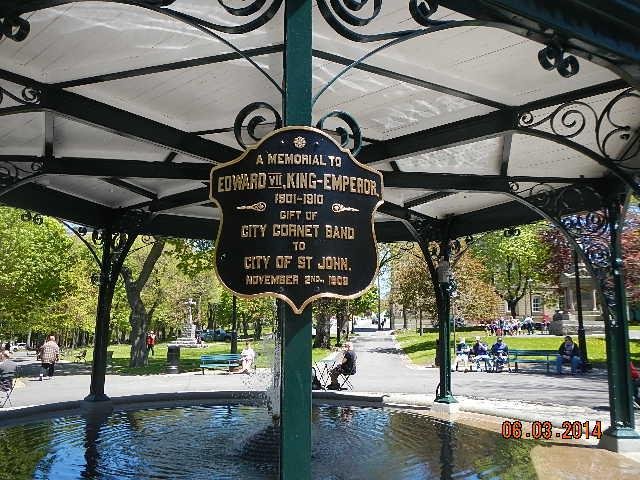 A MEMORIAL TO
EDWARD VII, KING-EMPEROR
1901-1910
GIFT OF
CITY CORNET BAND
TO
CITY OF ST JOHN.
NOVEMBER 2ND., 1908
06.03.2014